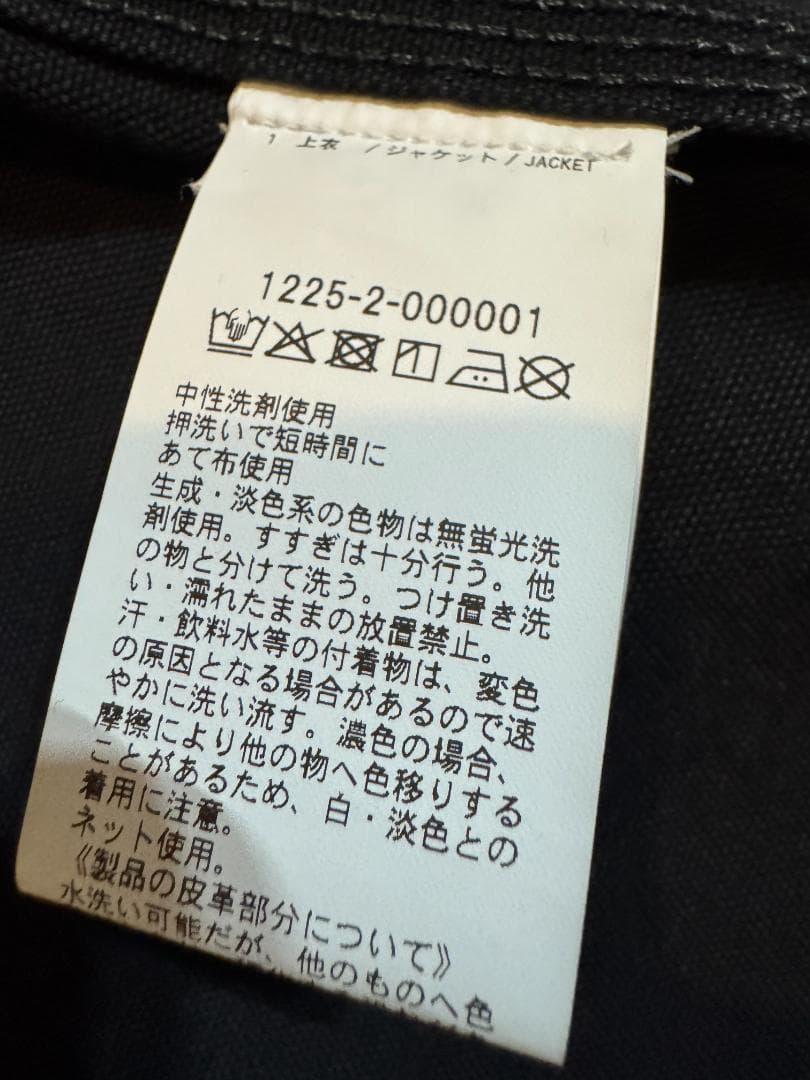 1 上衣 / ジャケット / JACKET
1225-2-000001
中性洗剤使用
押洗いで短時間に
あて布使用
生成・淡色系の色物は無蛍光洗
剤使用。すすぎは十分行う。他
の物と分けて洗う。つけ置き洗
い・濡れたままの放置禁止。
汗・飲料水等の付着物は、変色
の原因となる場合があるので速
やかに洗い流す。濃色の場合、
摩擦により他の物へ色移りする
ことがあるため、白・淡色との
着用に注意。
ネット使用。
《製品の皮革部分について》
水洗い可能だが、他のものへ色